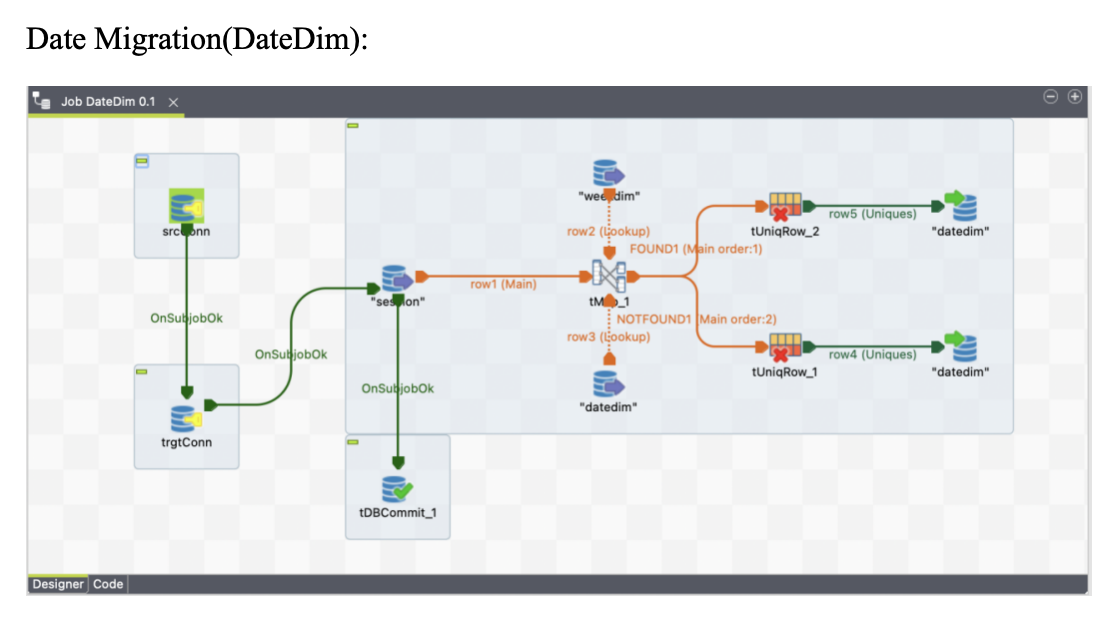 Date Migration(DateDim):
Job DateDim 0.1
srcConn
OnSubjobOk
trgtConn
OnSubjobOk
"session"
OnSubjobOk
tDBCommit_1
row1 (Main)
"weekdim"
row2 (Lookup)
tMap_1
row3 (Lookup)
"datedim"
FOUND1 (Main order:1)
NOTFOUND1 (Main order:2)
tUniqRow_2
row5 (Uniques)
"datedim"
tUniqRow_1
row4 (Uniques)
"datedim"
Designer
Code